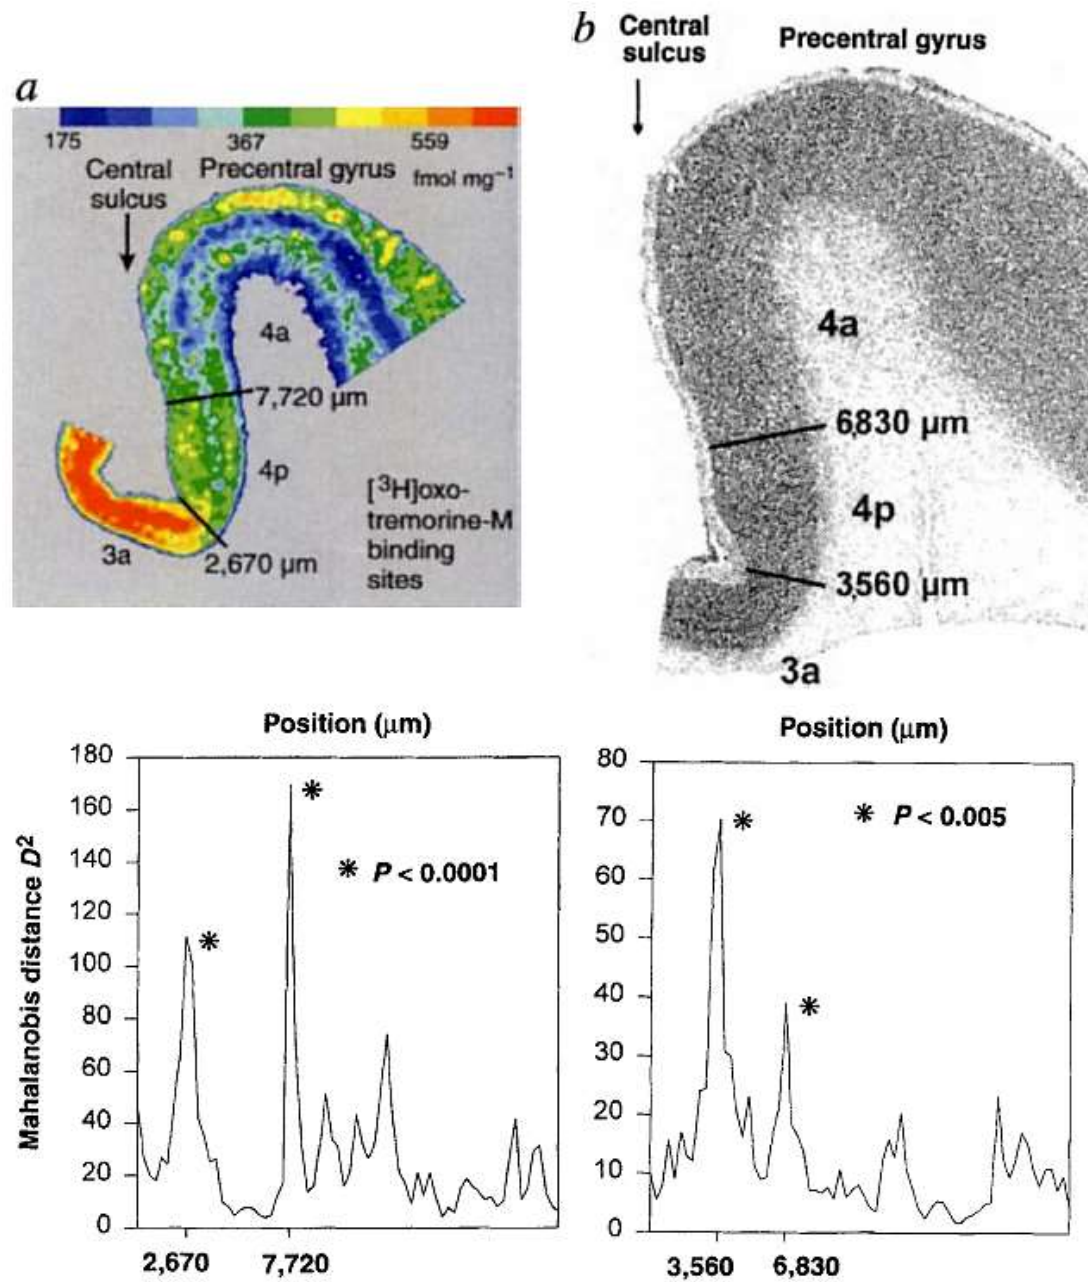 a
175 367 559
fmol mg⁻¹
Central
sulcus
Precentral gyrus
4a
7,720 µm
4p
[³H]oxo-
tremorine-M
binding
sites
3a
2,670 µm
b
Central
sulcus
Precentral gyrus
4a
6,830 µm
4p
3,560 µm
3a
Position (µm)
Mahalanobis distance D²
180
160
140
120
100
80
60
40
20
0
*
*
* P < 0.0001
2,670 7,720
Position (µm)
80
70
60
50
40
30
20
10
0
*
*
* P < 0.005
3,560 6,830